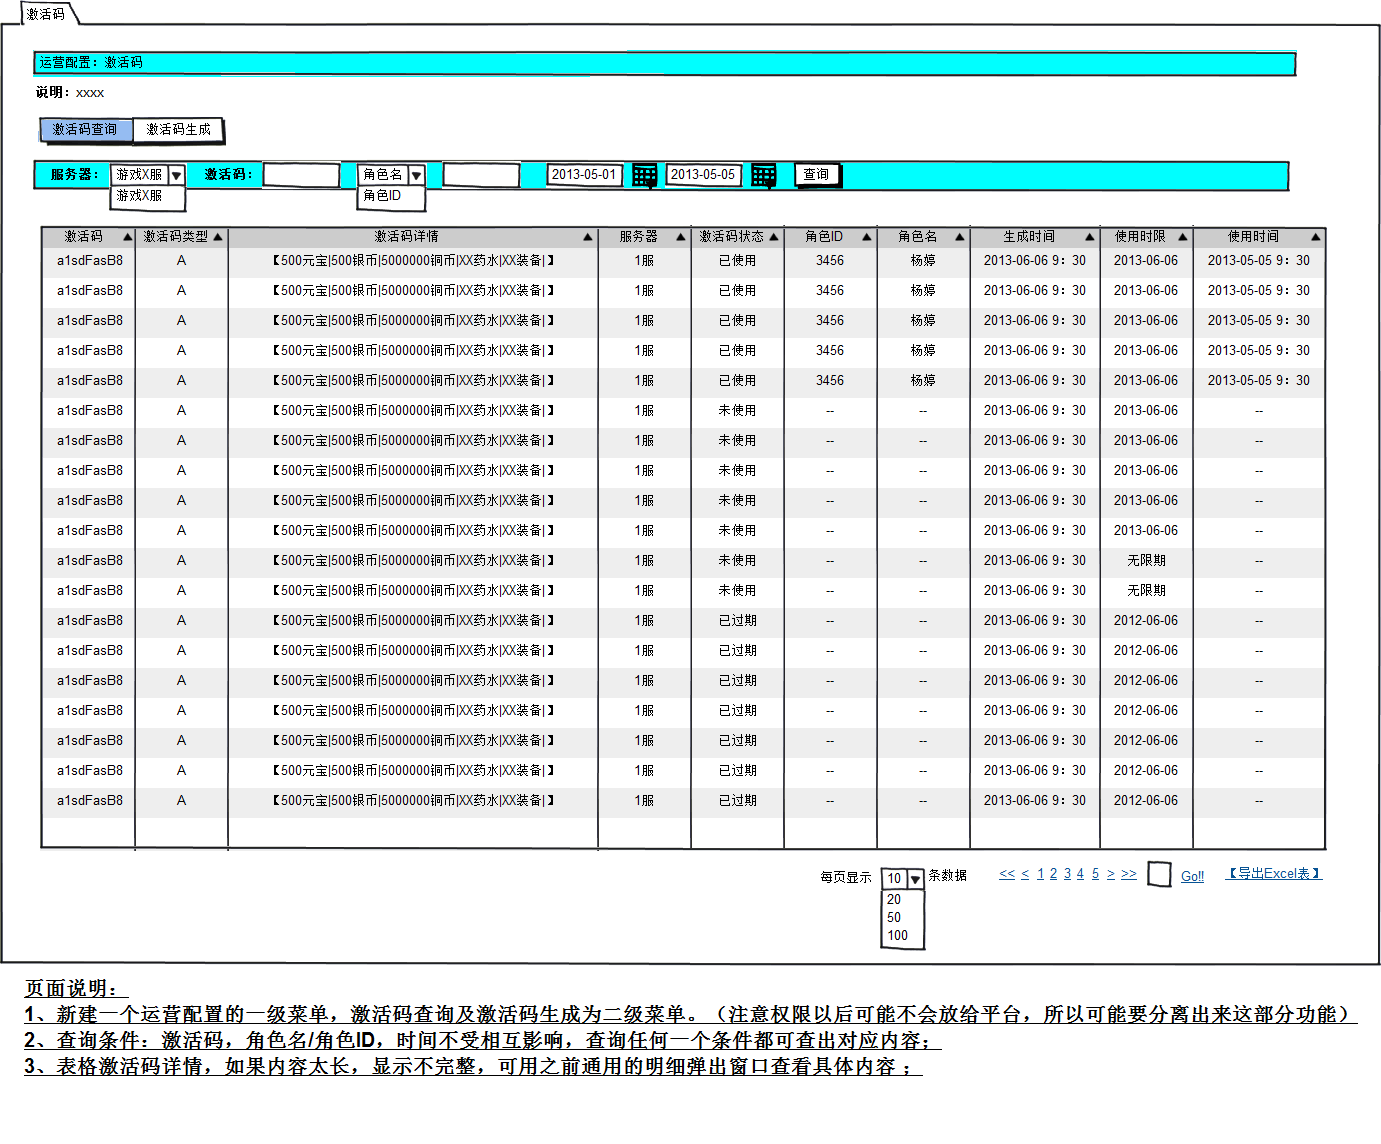 激活码
运营配置：激活码
说明：xxxx
激活码查询 激活码生成
服务器： 游戏X服 激活码： 角色名 2013-05-01 2013-05-05 查询
游戏X服 角色ID
激活码 激活码类型 激活码详情 服务器 激活码状态 角色ID 角色名 生成时间 使用时限 使用时间
a1sdFasB8 A 【500元宝|500银币|5000000铜币|XX药水|XX装备|】 1服 已使用 3456 杨婷 2013-06-06 9：30 2013-06-06 2013-05-05 9：30
a1sdFasB8 A 【500元宝|500银币|5000000铜币|XX药水|XX装备|】 1服 已使用 3456 杨婷 2013-06-06 9：30 2013-06-06 2013-05-05 9：30
a1sdFasB8 A 【500元宝|500银币|5000000铜币|XX药水|XX装备|】 1服 已使用 3456 杨婷 2013-06-06 9：30 2013-06-06 2013-05-05 9：30
a1sdFasB8 A 【500元宝|500银币|5000000铜币|XX药水|XX装备|】 1服 已使用 3456 杨婷 2013-06-06 9：30 2013-06-06 2013-05-05 9：30
a1sdFasB8 A 【500元宝|500银币|5000000铜币|XX药水|XX装备|】 1服 已使用 3456 杨婷 2013-06-06 9：30 2013-06-06 2013-05-05 9：30
a1sdFasB8 A 【500元宝|500银币|5000000铜币|XX药水|XX装备|】 1服 未使用 -- -- 2013-06-06 9：30 2013-06-06 --
a1sdFasB8 A 【500元宝|500银币|5000000铜币|XX药水|XX装备|】 1服 未使用 -- -- 2013-06-06 9：30 2013-06-06 --
a1sdFasB8 A 【500元宝|500银币|5000000铜币|XX药水|XX装备|】 1服 未使用 -- -- 2013-06-06 9：30 2013-06-06 --
a1sdFasB8 A 【500元宝|500银币|5000000铜币|XX药水|XX装备|】 1服 未使用 -- -- 2013-06-06 9：30 2013-06-06 --
a1sdFasB8 A 【500元宝|500银币|5000000铜币|XX药水|XX装备|】 1服 未使用 -- -- 2013-06-06 9：30 2013-06-06 --
a1sdFasB8 A 【500元宝|500银币|5000000铜币|XX药水|XX装备|】 1服 未使用 -- -- 2013-06-06 9：30 无限期 --
a1sdFasB8 A 【500元宝|500银币|5000000铜币|XX药水|XX装备|】 1服 未使用 -- -- 2013-06-06 9：30 无限期 --
a1sdFasB8 A 【500元宝|500银币|5000000铜币|XX药水|XX装备|】 1服 已过期 -- -- 2013-06-06 9：30 2012-06-06 --
a1sdFasB8 A 【500元宝|500银币|5000000铜币|XX药水|XX装备|】 1服 已过期 -- -- 2013-06-06 9：30 2012-06-06 --
a1sdFasB8 A 【500元宝|500银币|5000000铜币|XX药水|XX装备|】 1服 已过期 -- -- 2013-06-06 9：30 2012-06-06 --
a1sdFasB8 A 【500元宝|500银币|5000000铜币|XX药水|XX装备|】 1服 已过期 -- -- 2013-06-06 9：30 2012-06-06 --
a1sdFasB8 A 【500元宝|500银币|5000000铜币|XX药水|XX装备|】 1服 已过期 -- -- 2013-06-06 9：30 2012-06-06 --
a1sdFasB8 A 【500元宝|500银币|5000000铜币|XX药水|XX装备|】 1服 已过期 -- -- 2013-06-06 9：30 2012-06-06 --
a1sdFasB8 A 【500元宝|500银币|5000000铜币|XX药水|XX装备|】 1服 已过期 -- -- 2013-06-06 9：30 2012-06-06 --
每页显示 10 条数据 << < 1 2 3 4 5 > >> Go!! 【导出Excel表】
20
50
100
页面说明：
1、新建一个运营配置的一级菜单，激活码查询及激活码生成为二级菜单。（注意权限以后可能不会放给平台，所以可能要分离出来这部分功能）
2、查询条件：激活码，角色名/角色ID，时间不受相互影响，查询任何一个条件都可查出对应内容；
3、表格激活码详情，如果内容太长，显示不完整，可用之前通用的明细弹出窗口查看具体内容 ；